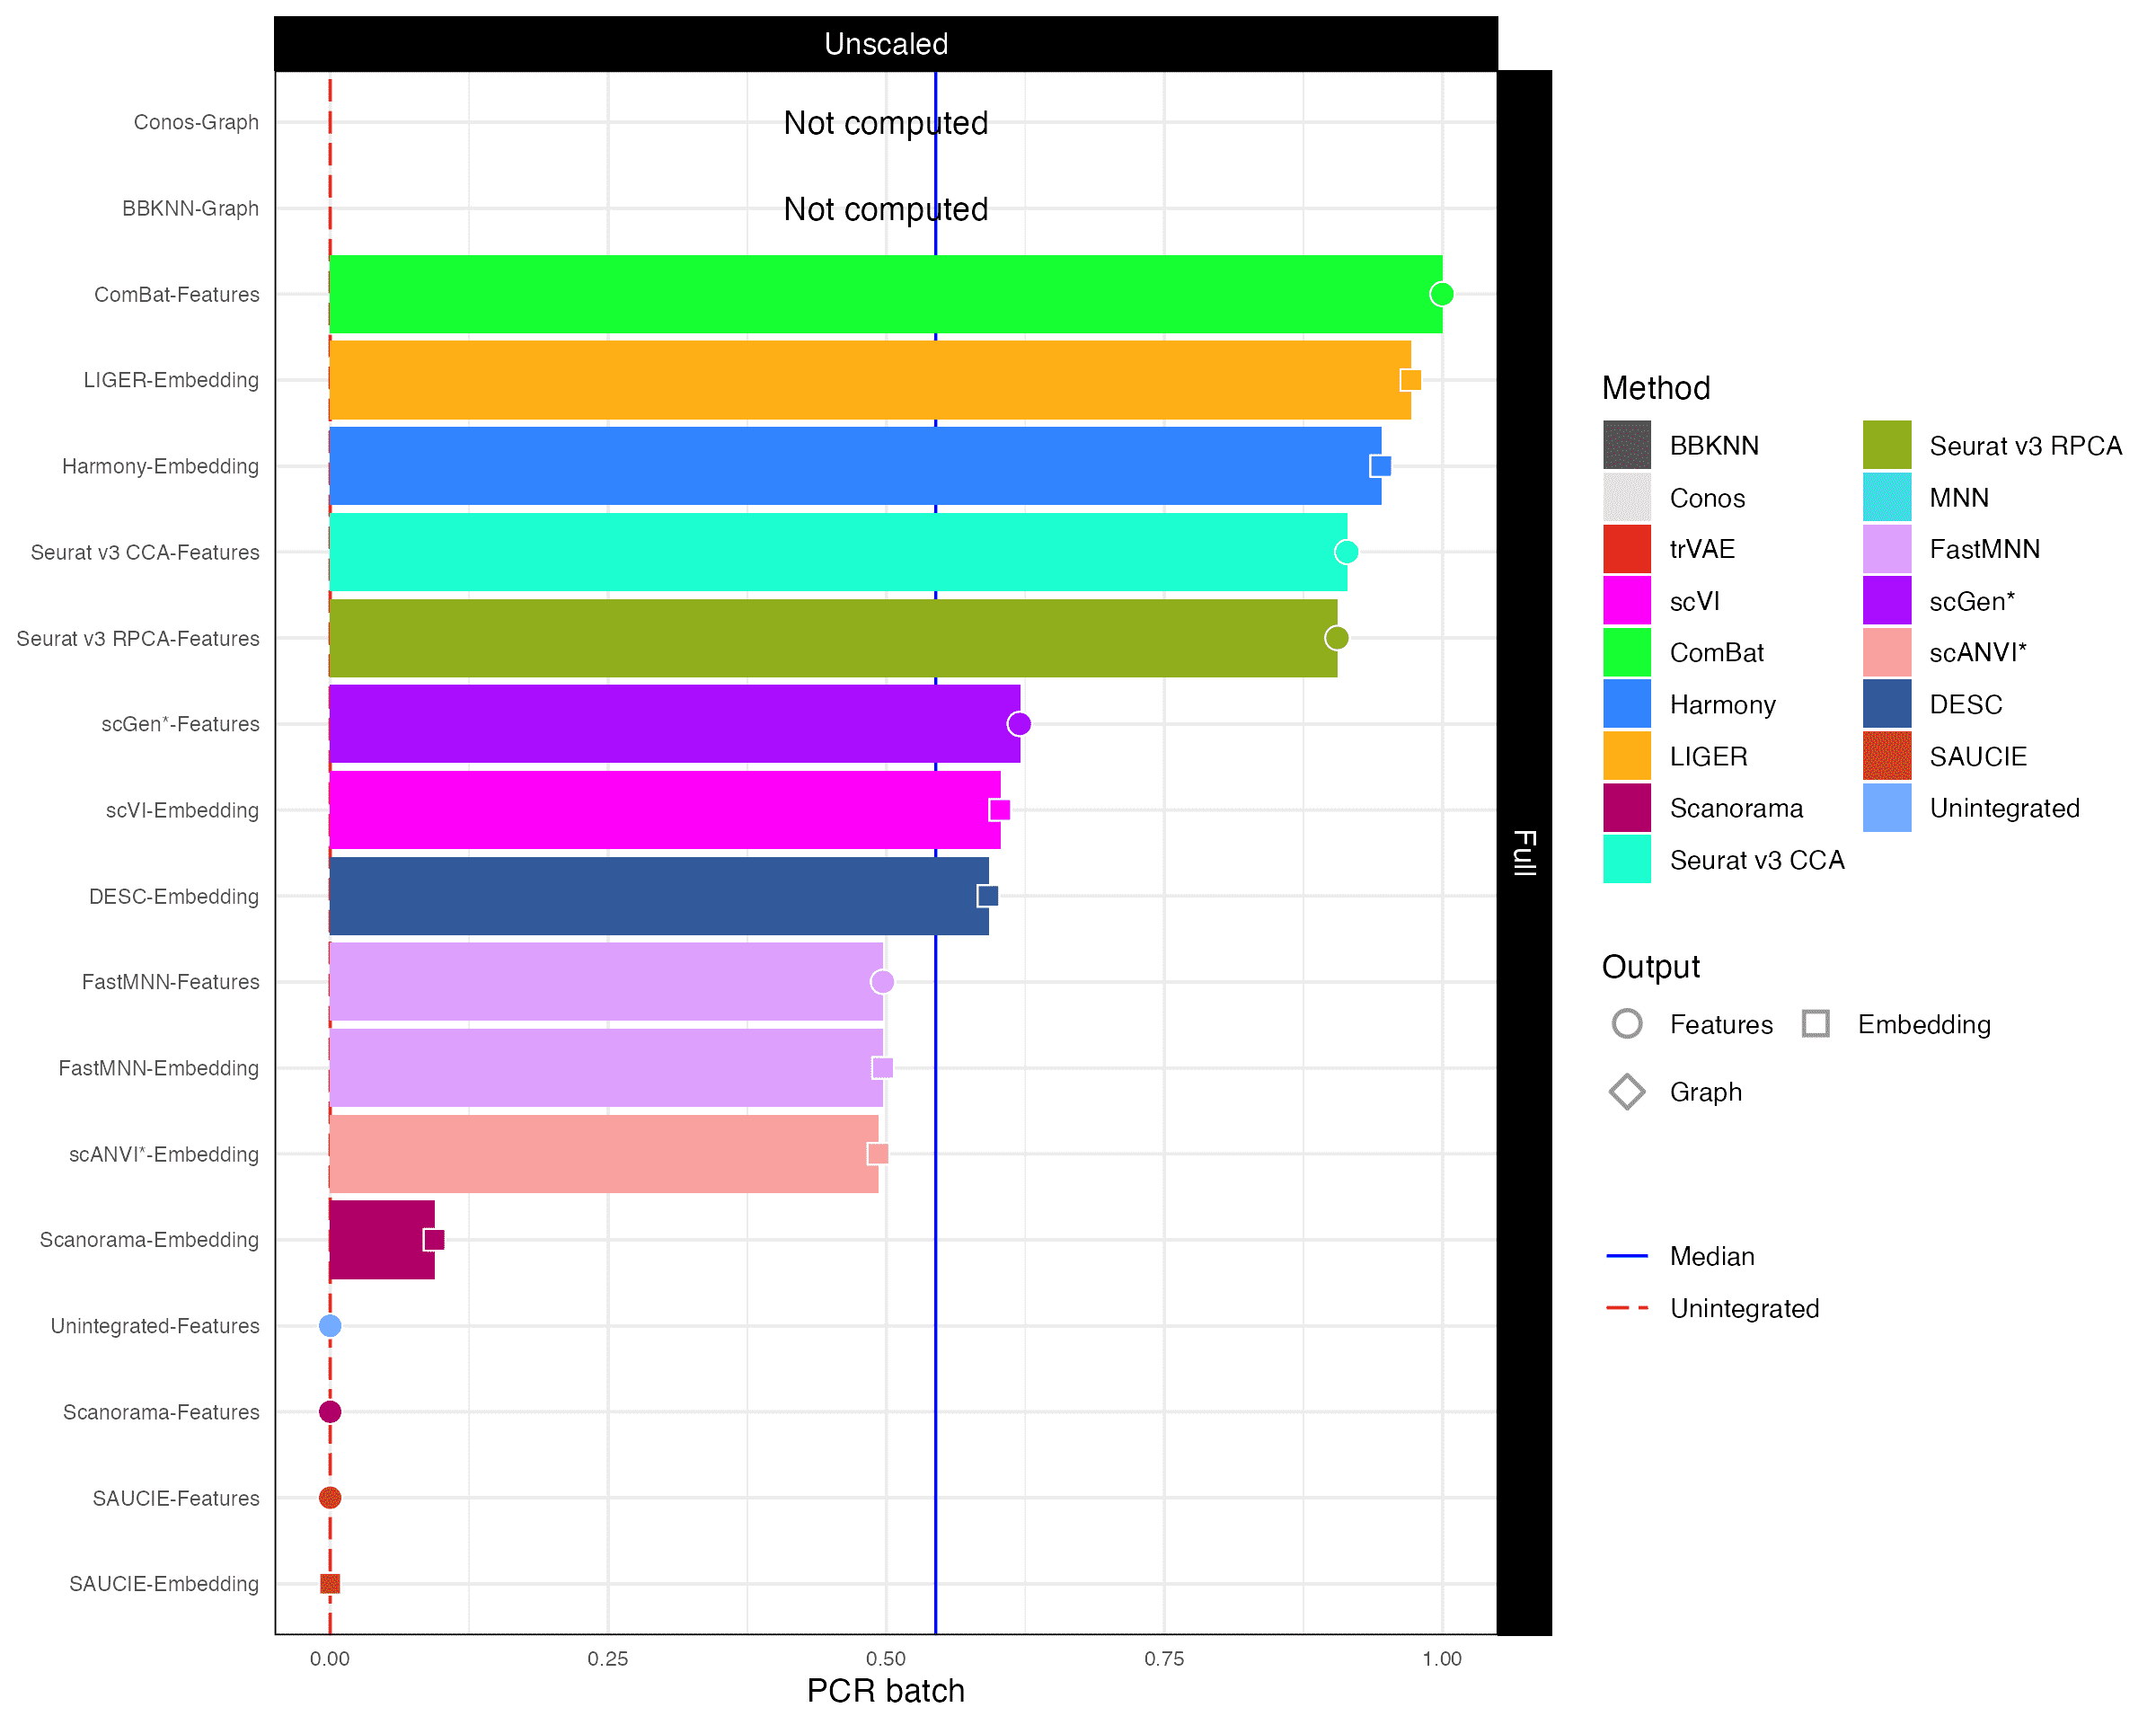 Unscaled
Conos-Graph
Not computed
BBKNN-Graph
Not computed
ComBat-Features
LIGER-Embedding
Harmony-Embedding
Seurat v3 CCA-Features
Seurat v3 RPCA-Features
scGen*-Features
scVI-Embedding
DESC-Embedding
FastMNN-Features
FastMNN-Embedding
scANVI*-Embedding
Scanorama-Embedding
Unintegrated-Features
Scanorama-Features
SAUCIE-Features
SAUCIE-Embedding
0.00 0.25 0.50 0.75 1.00
PCR batch
Full
Method
BBKNN
Conos
trVAE
scVI
ComBat
Harmony
LIGER
Scanorama
Seurat v3 CCA
Seurat v3 RPCA
MNN
FastMNN
scGen*
scANVI*
DESC
SAUCIE
Unintegrated
Output
Features Embedding
Graph
Median
Unintegrated